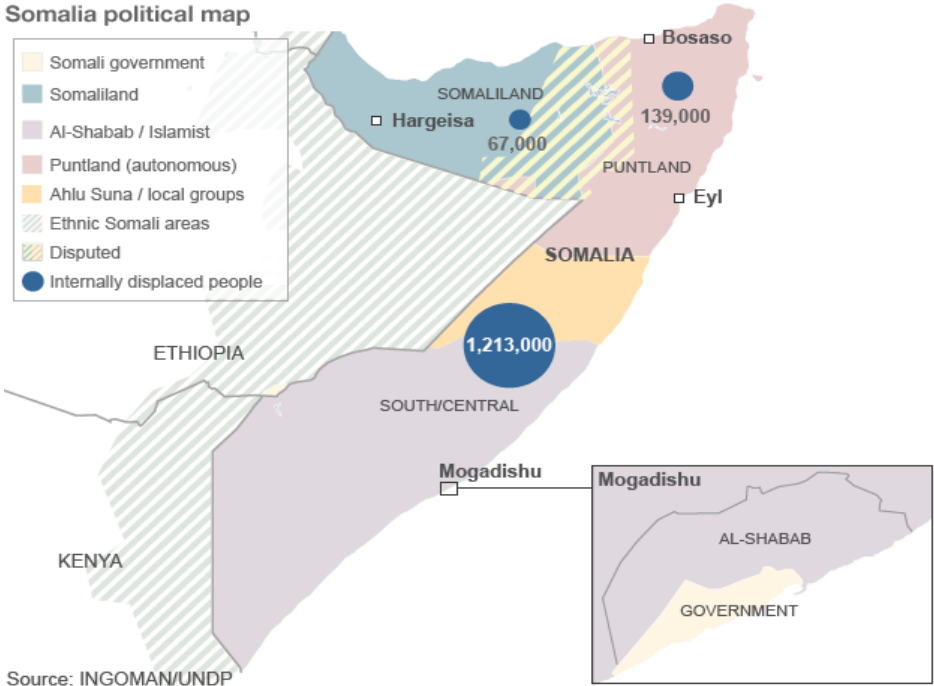 Somalia political map
Somali government
Somaliland
Al-Shabab / Islamist
Puntland (autonomous)
Ahlu Suna / local groups
Ethnic Somali areas
Disputed
Internally displaced people
Bosaso
SOMALILAND
139,000
Hargeisa
67,000
PUNTLAND
Eyl
SOMALIA
1,213,000
ETHIOPIA
SOUTH/CENTRAL
Mogadishu
Mogadishu
AL-SHABAB
KENYA
GOVERNMENT
Source: INGOMAN/UNDP